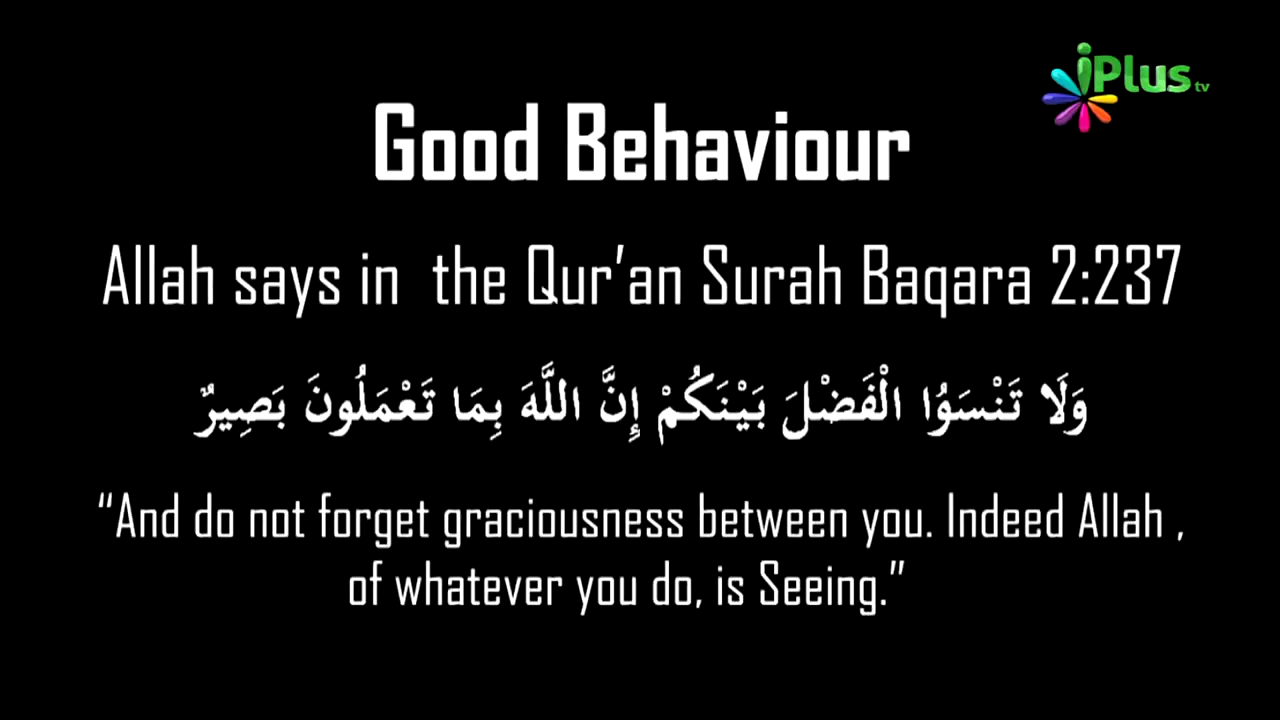 iPlus tv
Good Behaviour
Allah says in the Qur’an Surah Baqara 2:237
وَلَا تَنْسَوُا الْفَضْلَ بَيْنَكُمْ إِنَّ اللَّهَ بِمَا تَعْمَلُونَ بَصِيرٌ
“And do not forget graciousness between you. Indeed Allah ,
of whatever you do, is Seeing.”